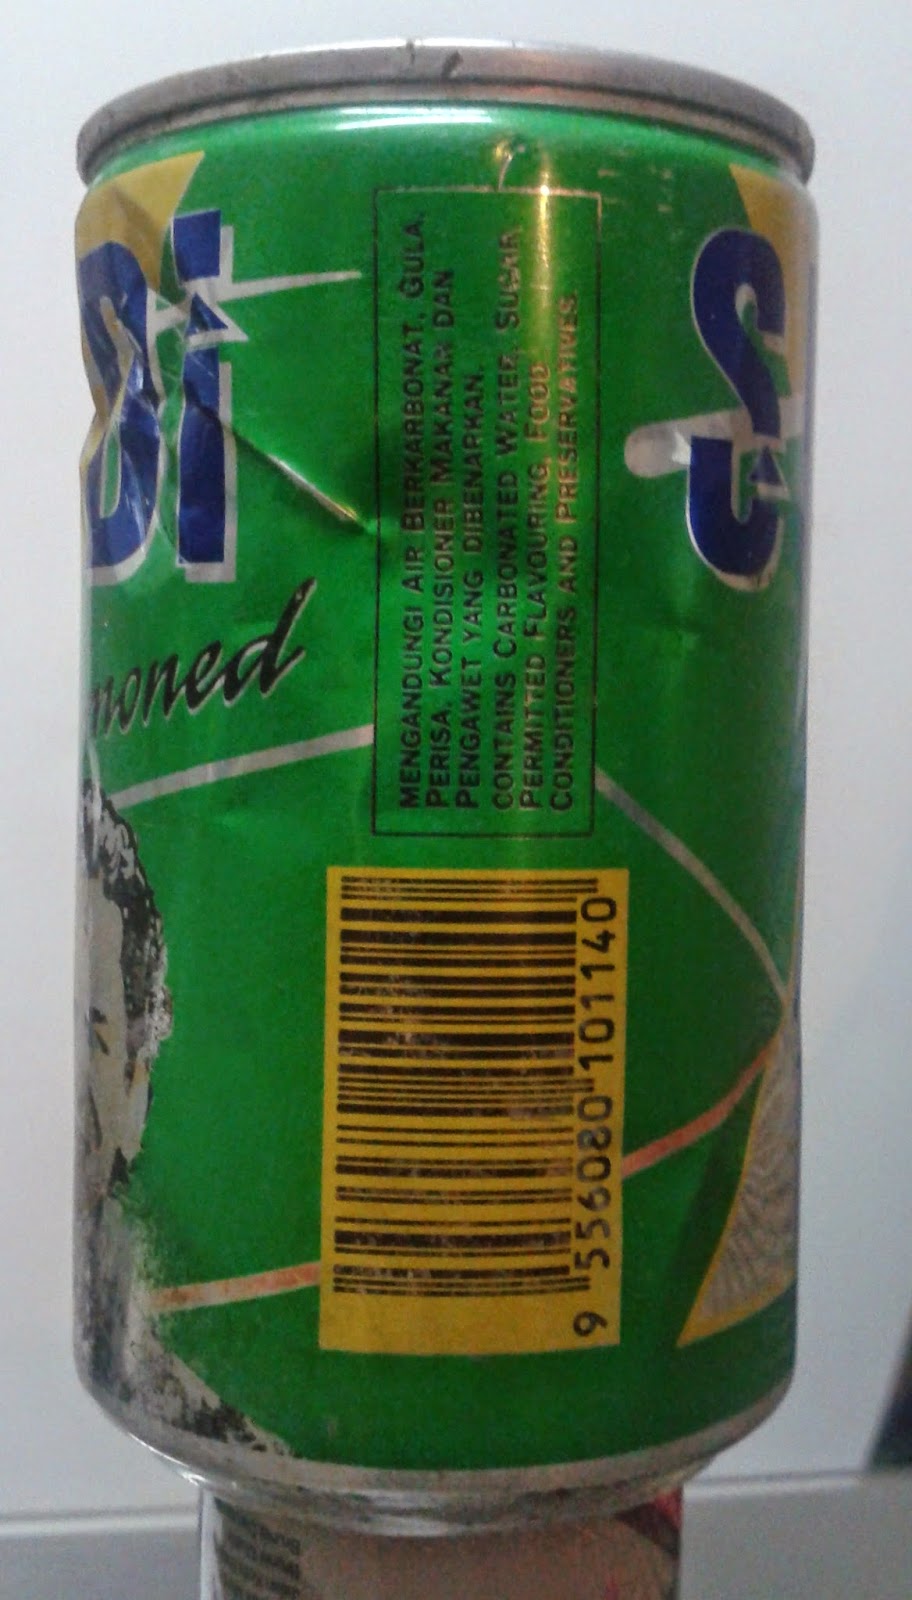 Di
S
moned
MENGANDUNGI AIR BERKARBONAT, GULA,
PERISA, KONDISIONER MAKANAN DAN
PENGAWET YANG DIBENARKAN.
CONTAINS CARBONATED WATER, SUGAR,
PERMITTED FLAVOURING, FOOD
CONDITIONERS AND PRESERVATIVES.
9 556080 101140